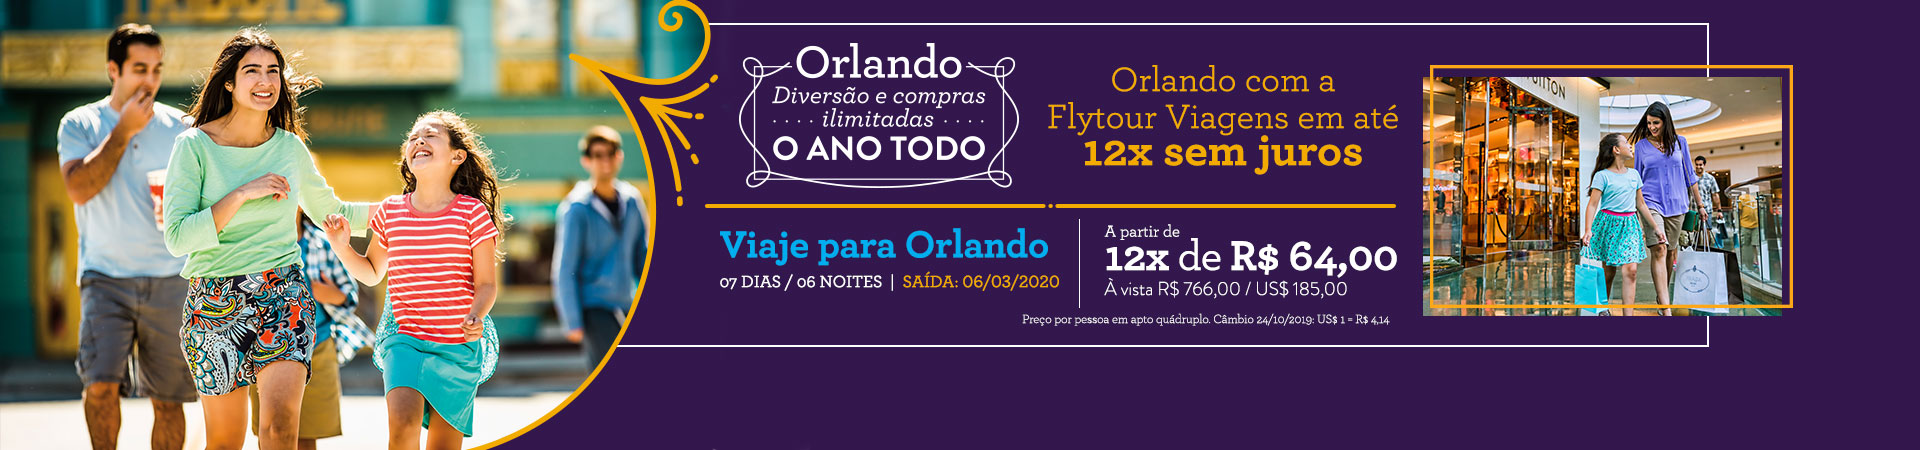 Orlando
Diversão e compras
ilimitadas
O ANO TODO
Orlando com a
Flytour Viagens em até
12x sem juros
Viaje para Orlando
07 DIAS / 06 NOITES | SAÍDA: 06/03/2020
A partir de
12x de R$ 64,00
À vista R$ 766,00 / US$ 185,00
Preço por pessoa em apto quádruplo. Câmbio 24/10/2019: US$ 1 = R$ 4,14